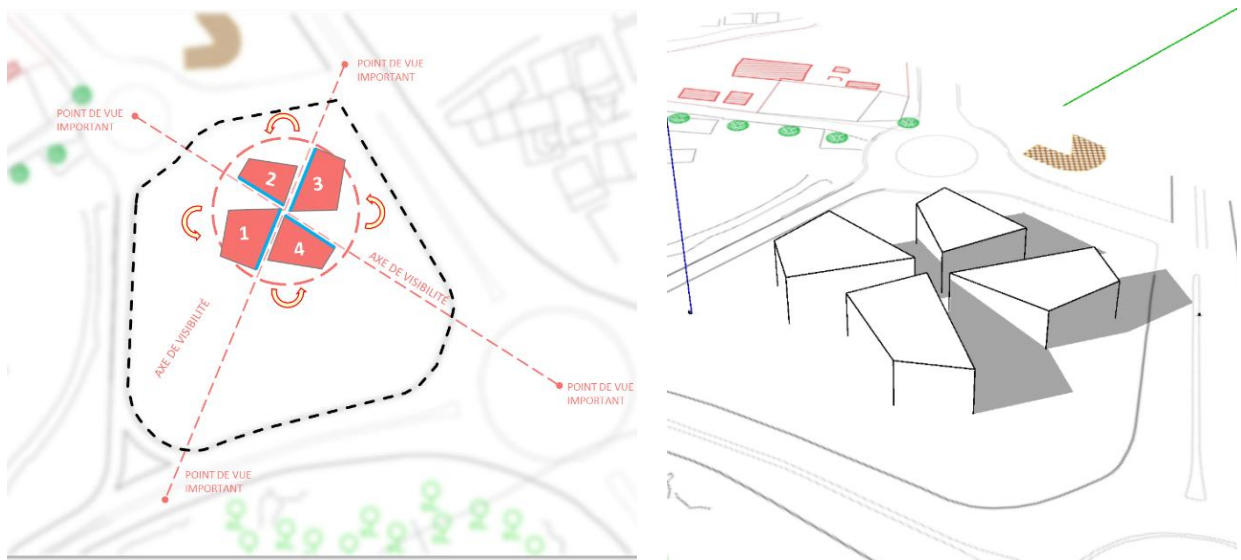 POINT DE VUE
IMPORTANT
POINT DE VUE
IMPORTANT
2
3
1
4
AXE DE VISIBILITÉ
AXE DE VISIBILITÉ
POINT DE VUE
IMPORTANT
POINT DE VUE
IMPORTANT